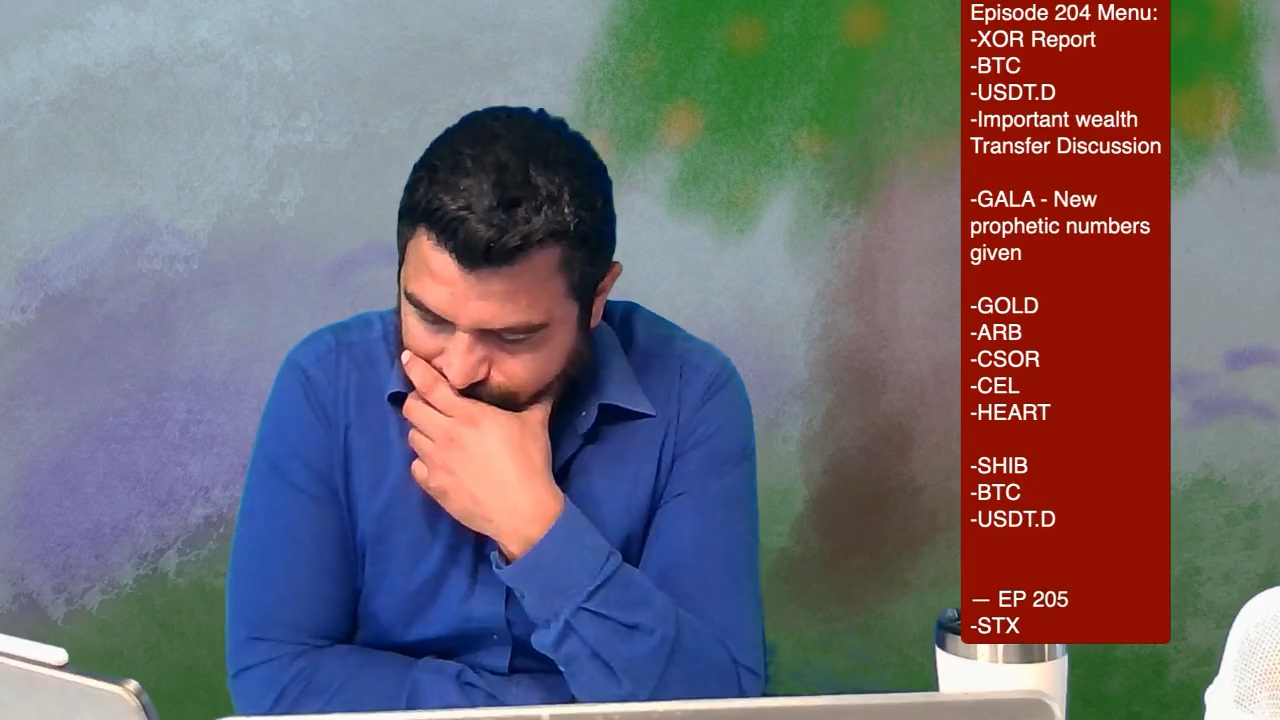 Episode 204 Menu:
-XOR Report
-BTC
-USDT.D
-Important wealth
Transfer Discussion
-GALA - New
prophetic numbers
given
-GOLD
-ARB
-CSOR
-CEL
-HEART
-SHIB
-BTC
-USDT.D
— EP 205
-STX